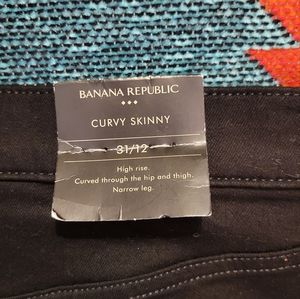 BANANA REPUBLIC
CURVY SKINNY
31/12
High rise.
Curved through the hip and thigh.
Narrow leg.